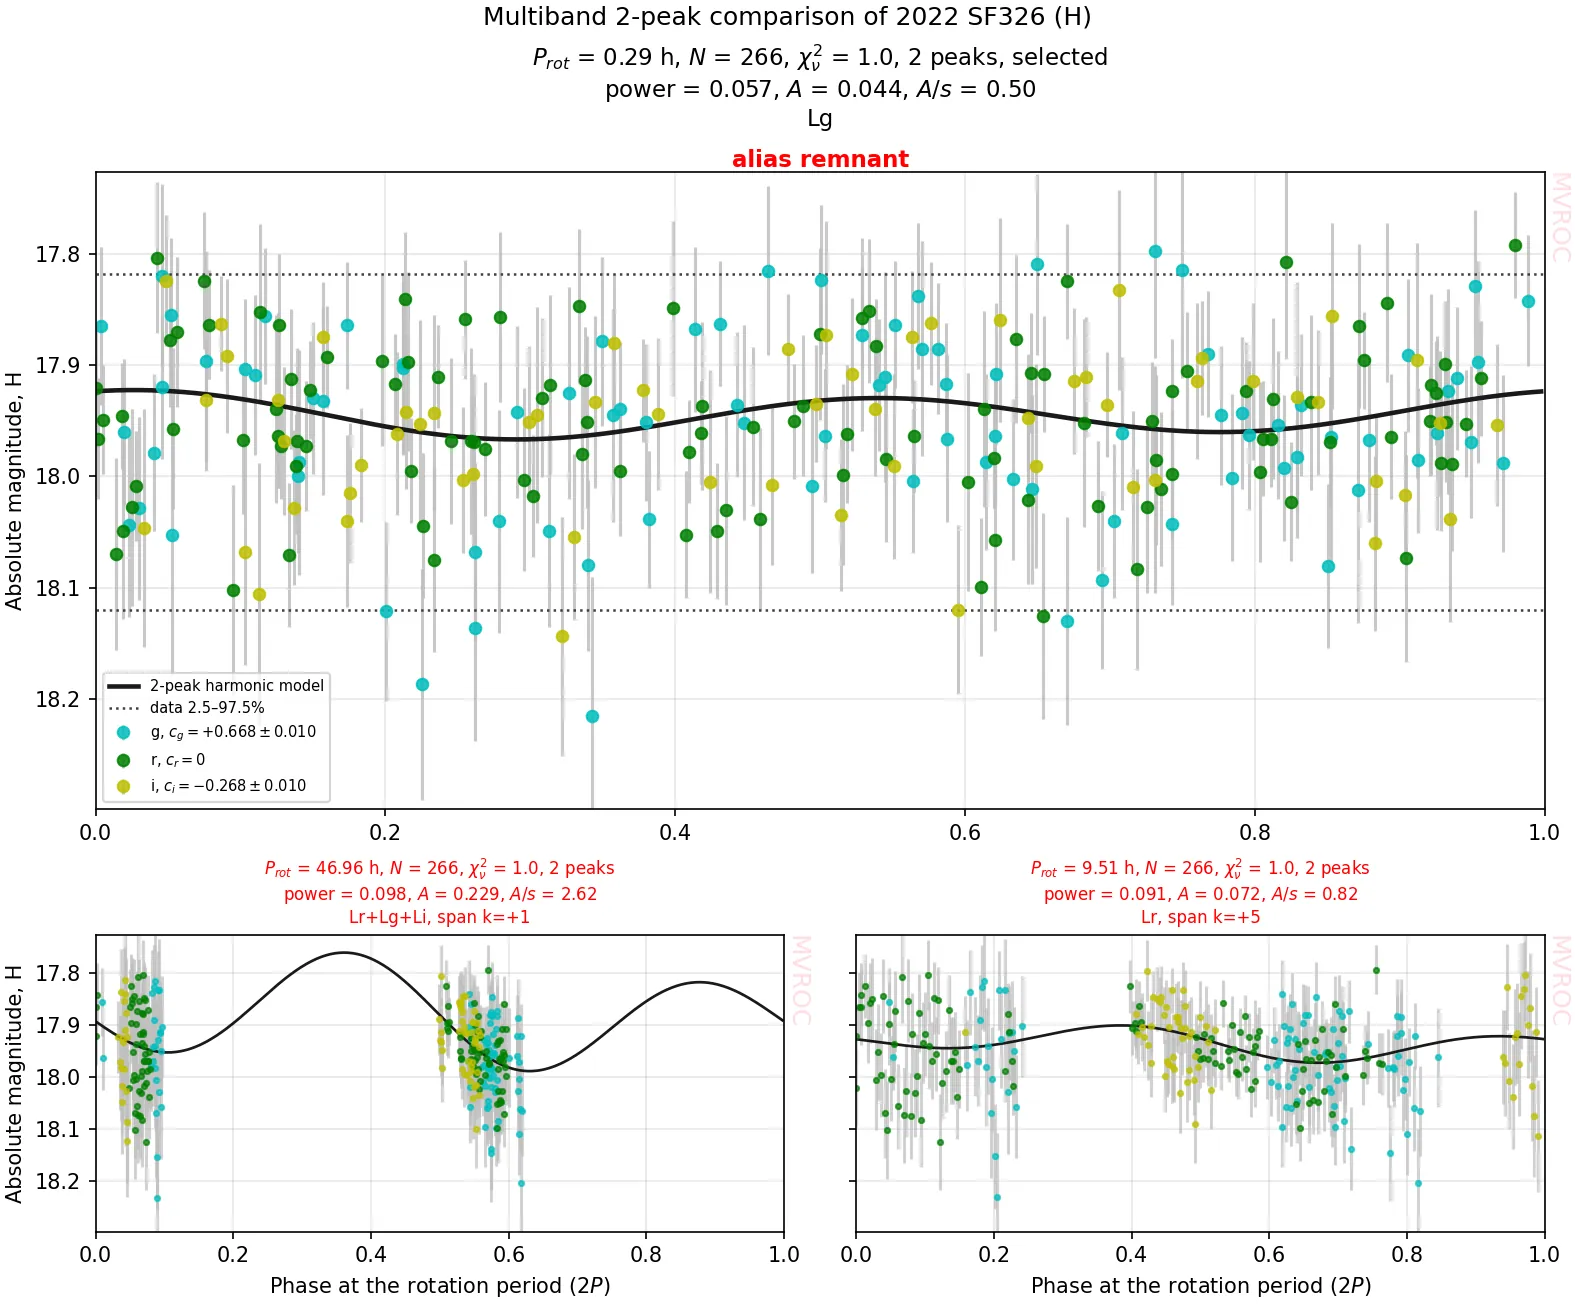 Multiband 2-peak comparison of 2022 SF326 (H)
P_rot = 0.29 h, N = 266, χ²_ν = 1.0, 2 peaks, selected
power = 0.057, A = 0.044, A/s = 0.50
Lg
alias remnant
MVROC
Absolute magnitude, H
17.8
17.9
18.0
18.1
18.2
2-peak harmonic model
data 2.5–97.5%
g, c_g = +0.668 ± 0.010
r, c_r = 0
i, c_i = −0.268 ± 0.010
0.0 0.2 0.4 0.6 0.8 1.0
P_rot = 46.96 h, N = 266, χ²_ν = 1.0, 2 peaks
power = 0.098, A = 0.229, A/s = 2.62
Lr+Lg+Li, span k=+1
MVROC
Absolute magnitude, H
17.8
17.9
18.0
18.1
18.2
0.0 0.2 0.4 0.6 0.8 1.0
Phase at the rotation period (2P)
P_rot = 9.51 h, N = 266, χ²_ν = 1.0, 2 peaks
power = 0.091, A = 0.072, A/s = 0.82
Lr, span k=+5
MVROC
0.0 0.2 0.4 0.6 0.8 1.0
Phase at the rotation period (2P)